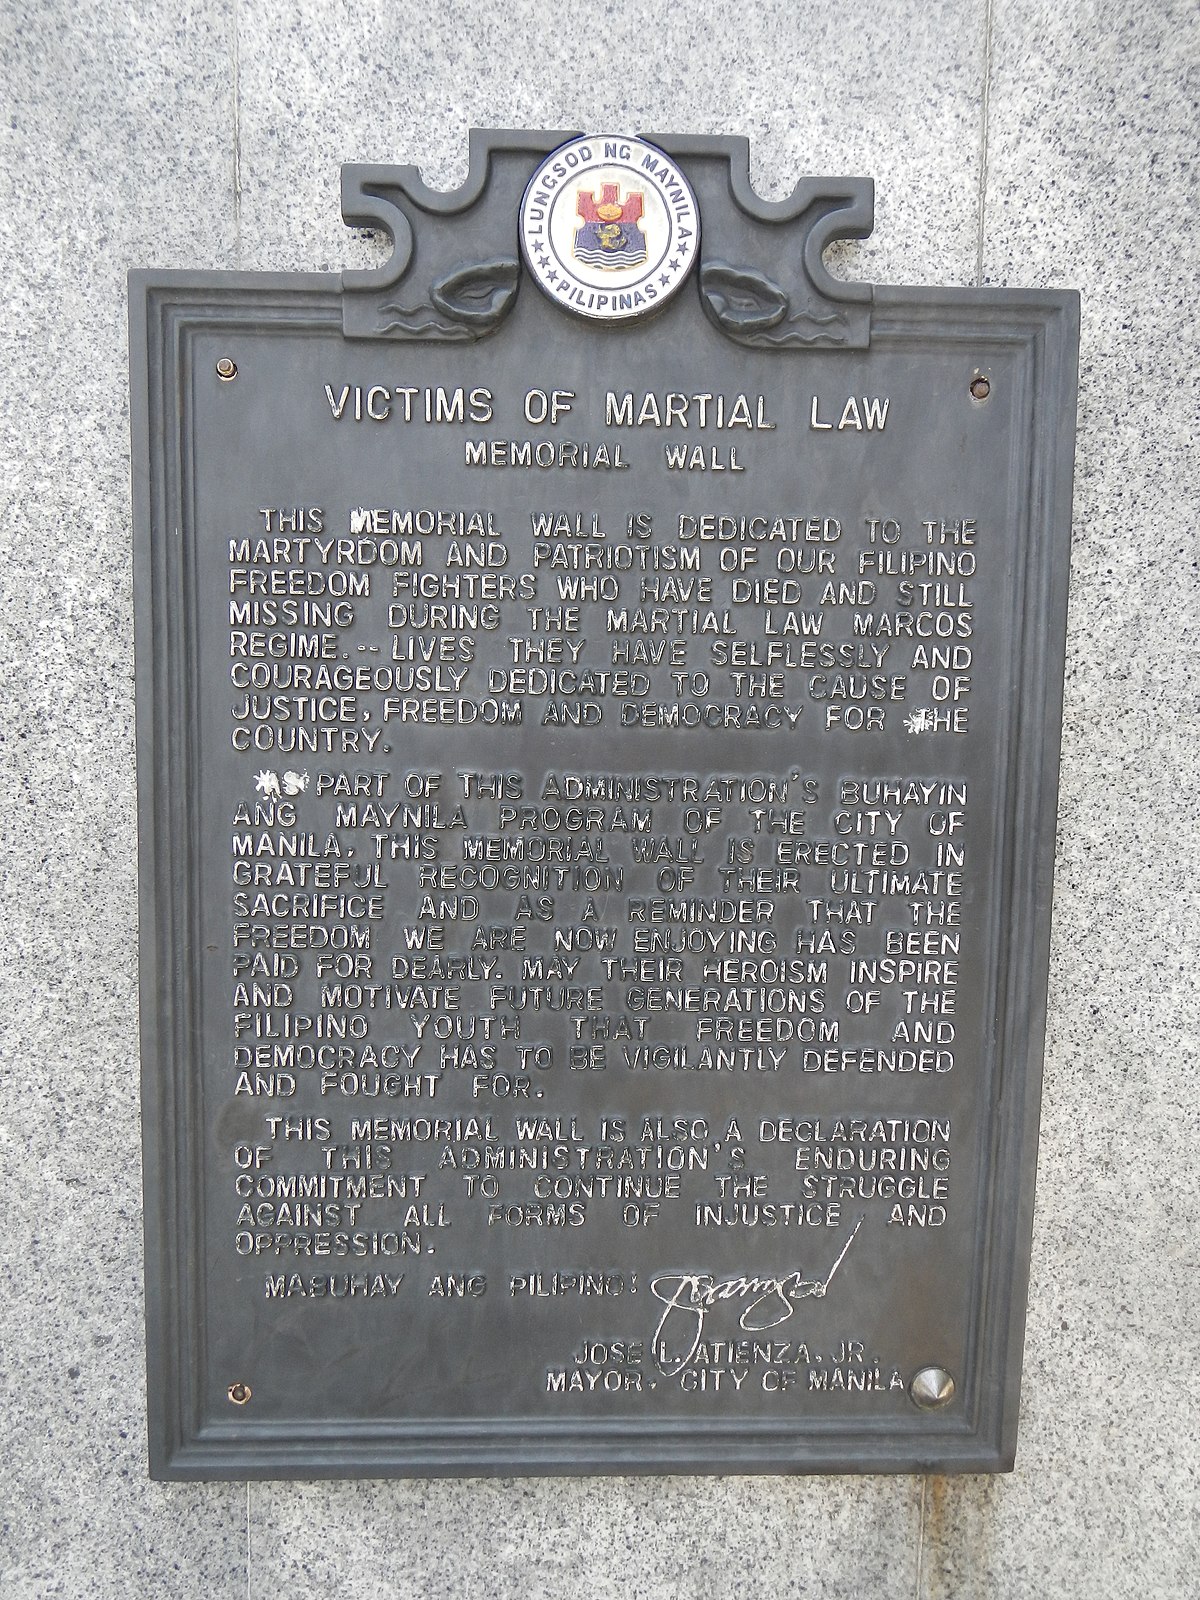 LUNGSOD NG MAYNILA
PILIPINAS
VICTIMS OF MARTIAL LAW
MEMORIAL WALL
THIS MEMORIAL WALL IS DEDICATED TO THE
MARTYRDOM AND PATRIOTISM OF OUR FILIPINO
FREEDOM FIGHTERS WHO HAVE DIED AND STILL
MISSING DURING THE MARTIAL LAW MARCOS
REGIME.-- LIVES THEY HAVE SELFLESSLY AND
COURAGEOUSLY DEDICATED TO THE CAUSE OF
JUSTICE, FREEDOM AND DEMOCRACY FOR THE
COUNTRY.
AS PART OF THIS ADMINISTRATION'S BUHAYIN
ANG MAYNILA PROGRAM OF THE CITY OF
MANILA, THIS MEMORIAL WALL IS ERECTED IN
GRATEFUL RECOGNITION OF THEIR ULTIMATE
SACRIFICE AND AS A REMINDER THAT THE
FREEDOM WE ARE NOW ENJOYING HAS BEEN
PAID FOR DEARLY. MAY THEIR HEROISM INSPIRE
AND MOTIVATE FUTURE GENERATIONS OF THE
FILIPINO YOUTH THAT FREEDOM AND
DEMOCRACY HAS TO BE VIGILANTLY DEFENDED
AND FOUGHT FOR.
THIS MEMORIAL WALL IS ALSO A DECLARATION
OF THIS ADMINISTRATION'S ENDURING
COMMITMENT TO CONTINUE THE STRUGGLE
AGAINST ALL FORMS OF INJUSTICE AND
OPPRESSION.
MABUHAY ANG PILIPINO!
JOSE L. ATIENZA, JR.
MAYOR, CITY OF MANILA